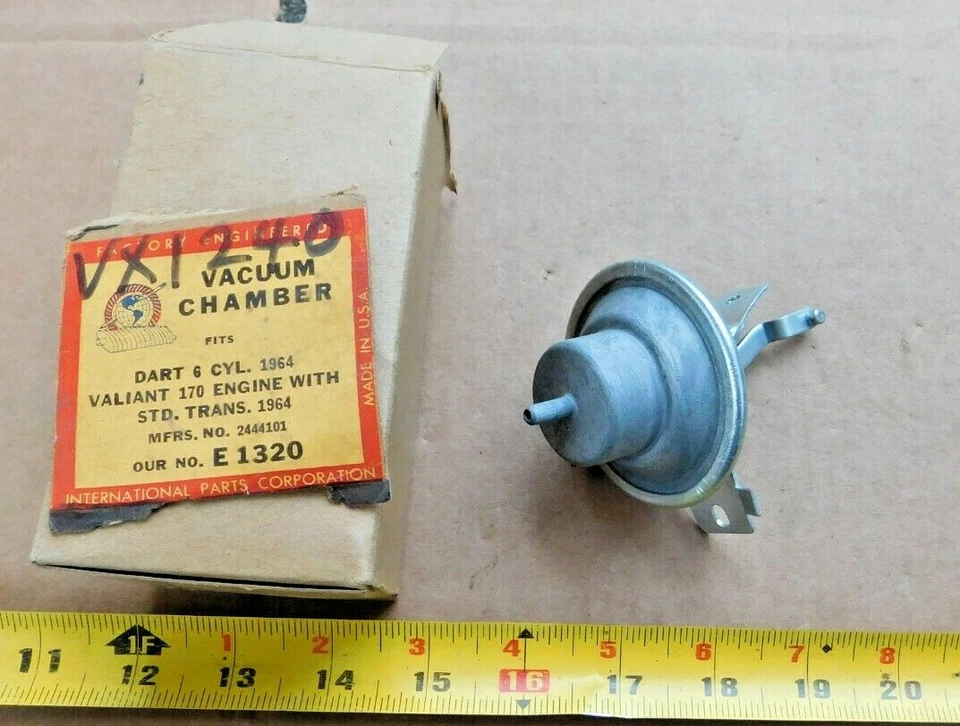 FACTORY ENGINEERED
VX1240
VACUUM
CHAMBER
FITS
DART 6 CYL. 1964
VALIANT 170 ENGINE WITH
STD. TRANS. 1964
MFRS. NO. 2444101
OUR NO. E 1320
MADE IN U.S.A.
INTERNATIONAL PARTS CORPORATION
1F 1 2 3 4 5 6 7 8
11 12 13 14 15 16 17 18 19 20